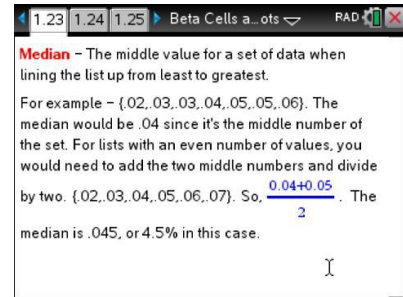 1.23 1.24 1.25 Beta Cells a...ots RAD
Median – The middle value for a set of data when
lining the list up from least to greatest.
For example – {.02,.03,.03,.04,.05,.05,.06}. The
median would be .04 since it's the middle number of
the set. For lists with an even number of values, you
would need to add the two middle numbers and divide
by two. {.02,.03,.04,.05,.06,.07}. So, 0.04+0.05/2 . The
median is .045, or 4.5% in this case.